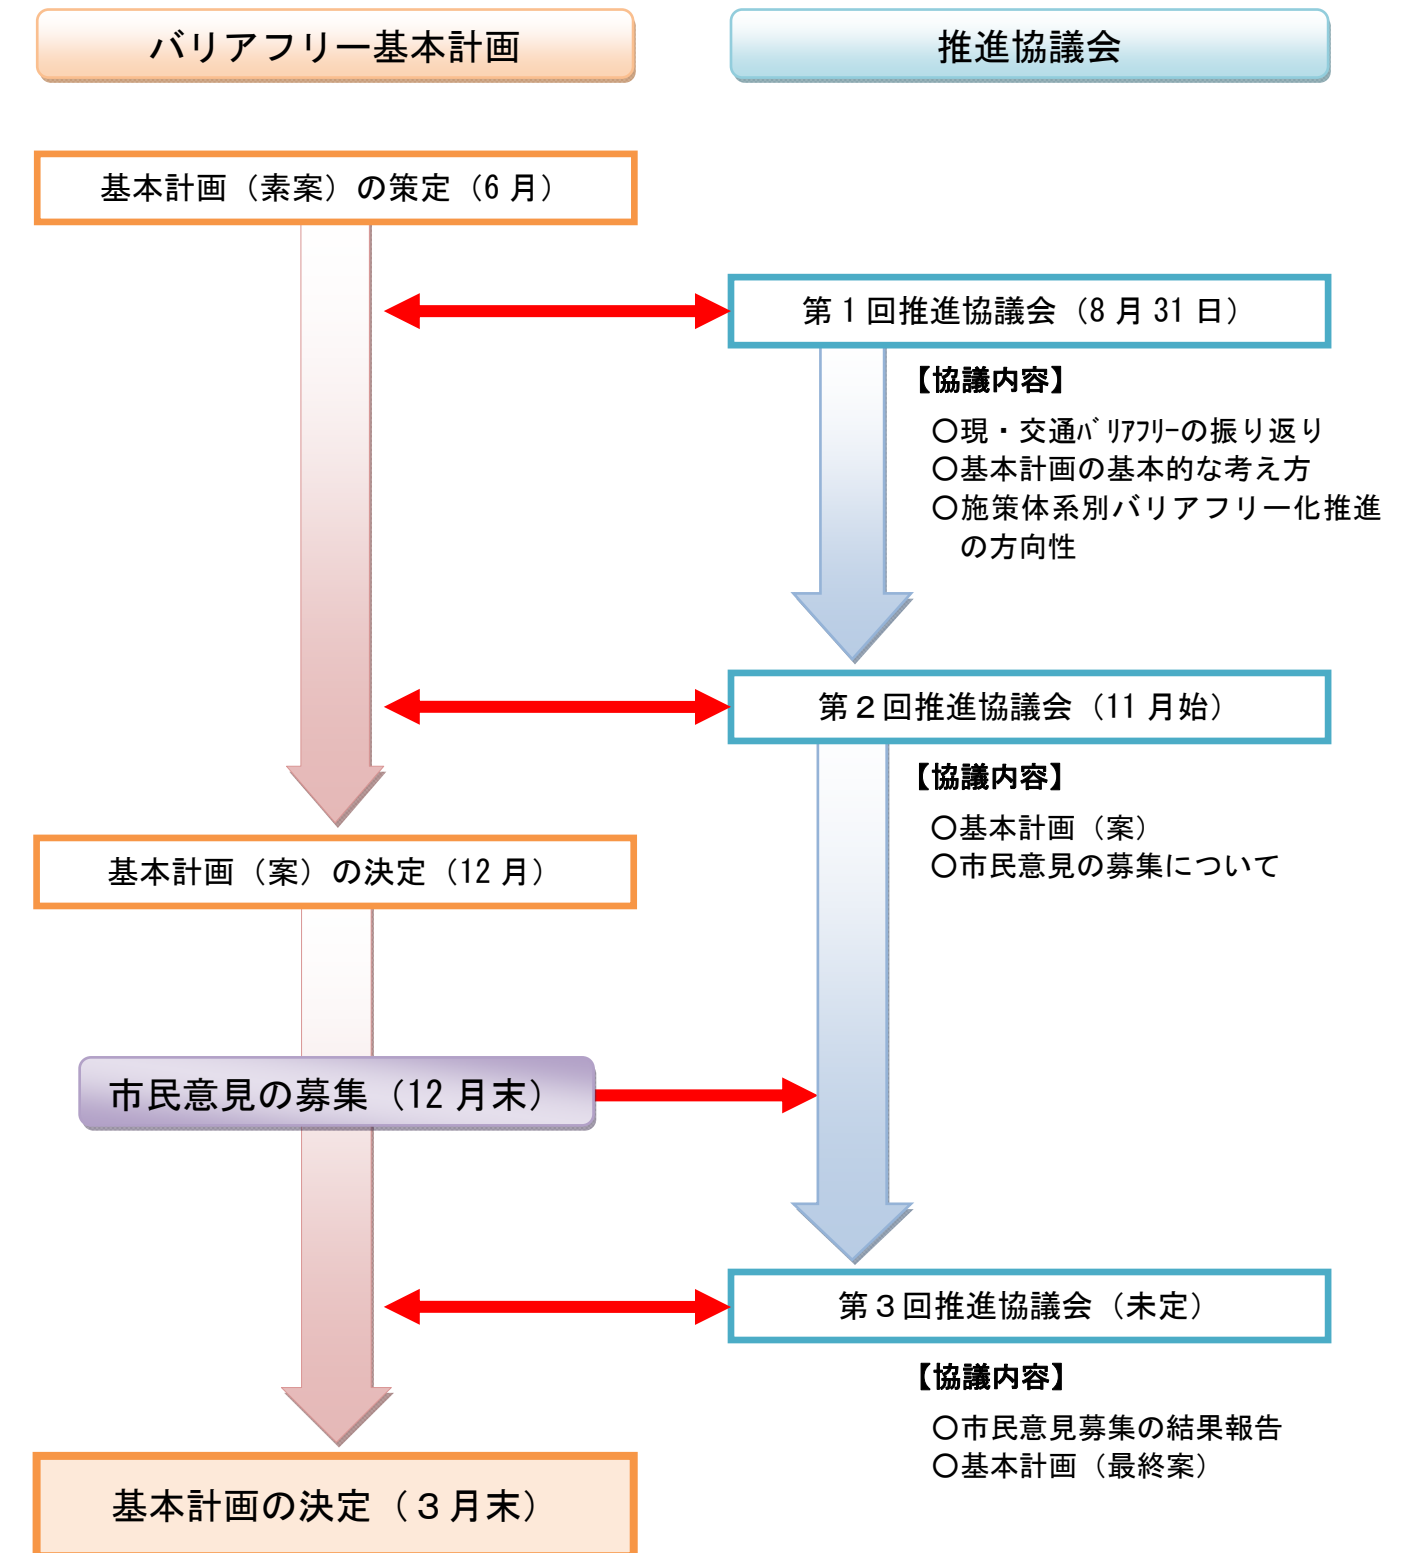 バリアフリー基本計画
推進協議会
基本計画（素案）の策定（6月）
第1回推進協議会（8月31日）
【協議内容】
○現・交通ﾊﾞﾘｱﾌﾘｰの振り返り
○基本計画の基本的な考え方
○施策体系別バリアフリー化推進
の方向性
第２回推進協議会（11月始）
【協議内容】
○基本計画（案）
○市民意見の募集について
基本計画（案）の決定（12月）
市民意見の募集（12月末）
第３回推進協議会（未定）
【協議内容】
○市民意見募集の結果報告
○基本計画（最終案）
基本計画の決定（３月末）